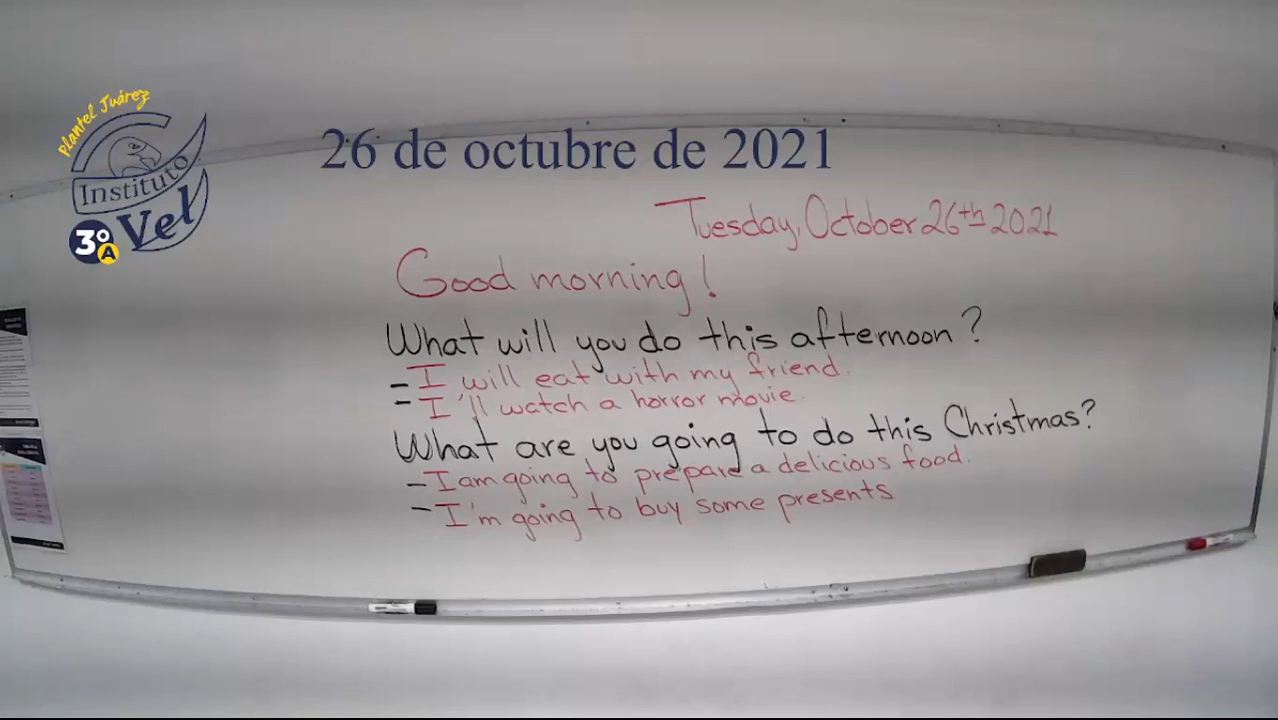 Plantel Juárez
Instituto
Vel
3º
A
26 de octubre de 2021
Tuesday, October 26th 2021
Good morning!
What will you do this afternoon?
- I will eat with my friend.
- I'll watch a horror movie.
What are you going to do this Christmas?
- I am going to prepare a delicious food.
- I'm going to buy some presents